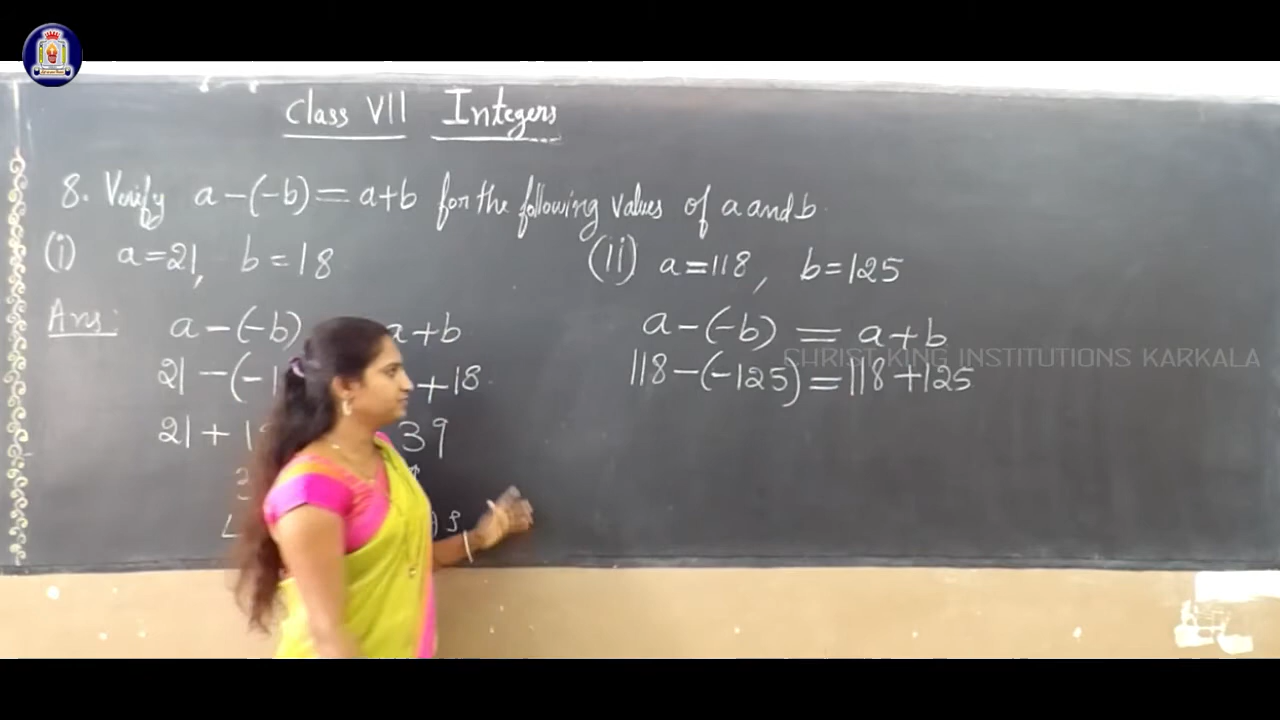 Class VII Integers
8. Verify a-(-b)=a+b for the following values of a and b.
(i) a=21, b=18
(ii) a=118, b=125
Ans: a-(-b) a+b
21-(-1 +18
21+1 39
a-(-b) = a+b
118-(-125)=118+125
CHRIST KING INSTITUTIONS KARKALA